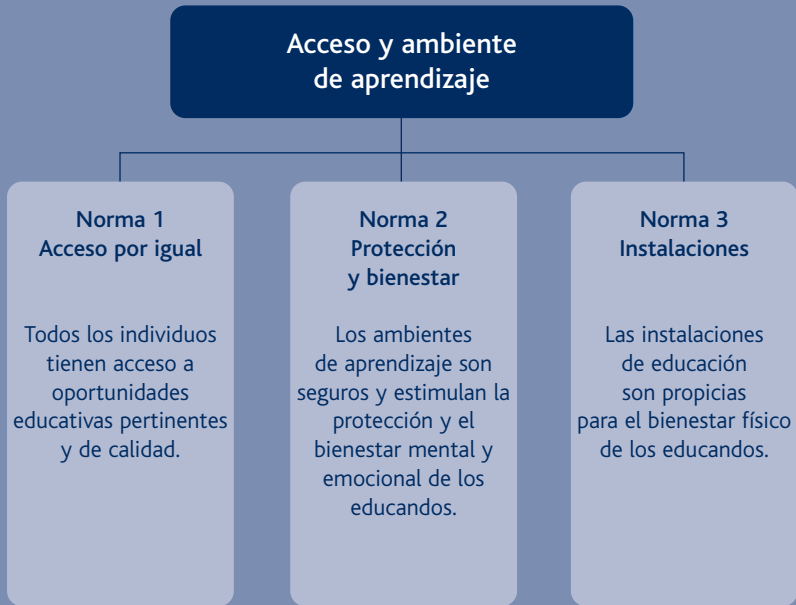 Acceso y ambiente
de aprendizaje
Norma 1
Acceso por igual
Todos los individuos
tienen acceso a
oportunidades
educativas pertinentes
y de calidad.
Norma 2
Protección
y bienestar
Los ambientes
de aprendizaje son
seguros y estimulan la
protección y el
bienestar mental y
emocional de los
educandos.
Norma 3
Instalaciones
Las instalaciones
de educación
son propicias
para el bienestar físico
de los educandos.